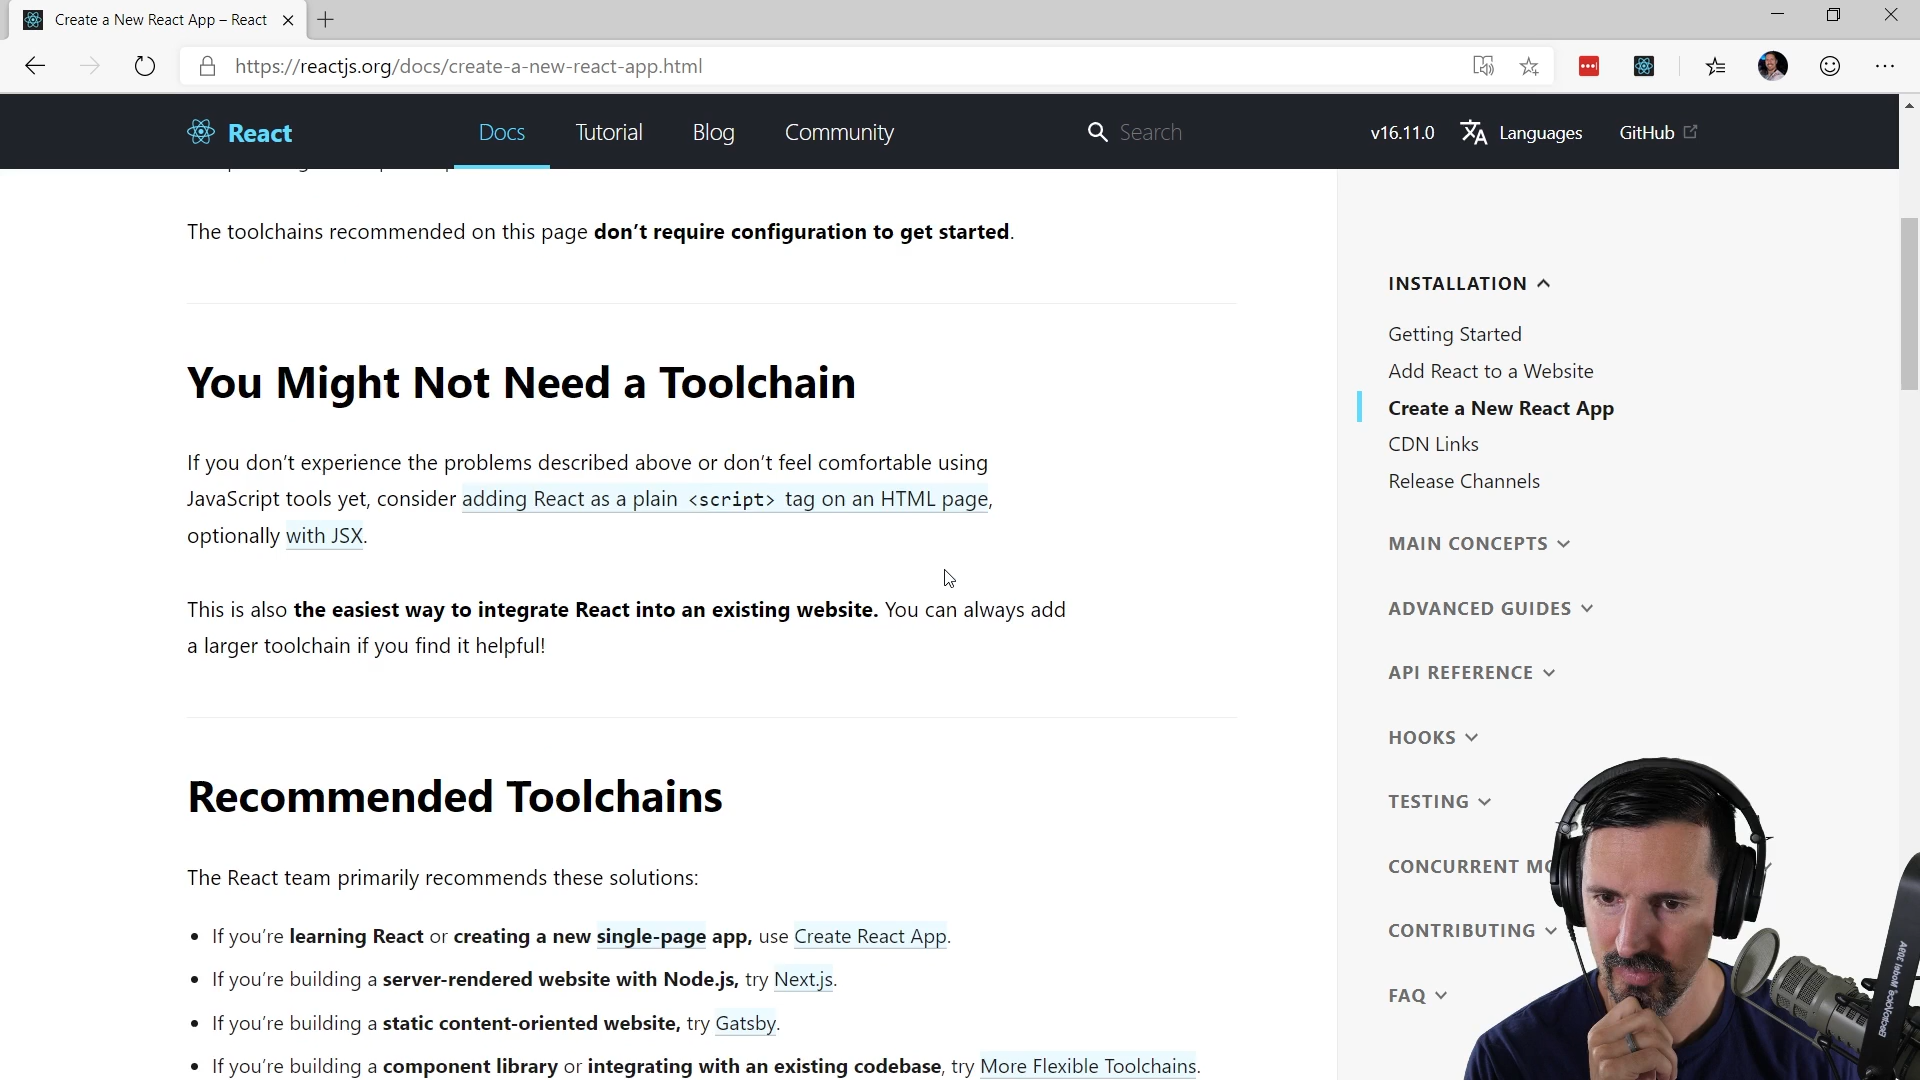 Create a New React App – React
https://reactjs.org/docs/create-a-new-react-app.html
React
Docs
Tutorial
Blog
Community
Search
v16.11.0
Languages
GitHub
The toolchains recommended on this page don’t require configuration to get started.
You Might Not Need a Toolchain
If you don’t experience the problems described above or don’t feel comfortable using
JavaScript tools yet, consider adding React as a plain <script> tag on an HTML page,
optionally with JSX.
This is also the easiest way to integrate React into an existing website. You can always add
a larger toolchain if you find it helpful!
Recommended Toolchains
The React team primarily recommends these solutions:
• If you’re learning React or creating a new single-page app, use Create React App.
• If you’re building a server-rendered website with Node.js, try Next.js.
• If you’re building a static content-oriented website, try Gatsby.
• If you’re building a component library or integrating with an existing codebase, try More Flexible Toolchains.
INSTALLATION
Getting Started
Add React to a Website
Create a New React App
CDN Links
Release Channels
MAIN CONCEPTS
ADVANCED GUIDES
API REFERENCE
HOOKS
TESTING
CONCURRENT
CONTRIBUTING
FAQ